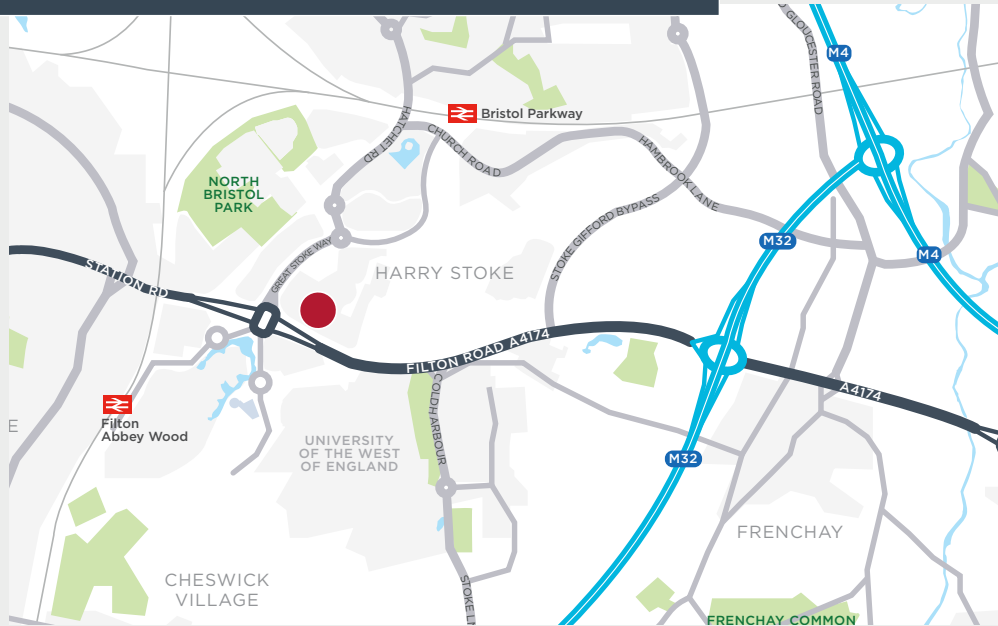 GLOUCESTER ROAD
M4
Bristol Parkway
HATCHET RD
CHURCH ROAD
HAMBROOK LANE
NORTH
BRISTOL
PARK
STOKE GIFFORD BYPASS
M32
GREAT STOKE WAY
M4
STATION RD
HARRY STOKE
FILTON ROAD A4174
A4174
COLDHARBOUR
Filton
Abbey Wood
E
UNIVERSITY
OF THE WEST
OF ENGLAND
M32
FRENCHAY
CHESWICK
VILLAGE
STOKE L
FRENCHAY COMMON